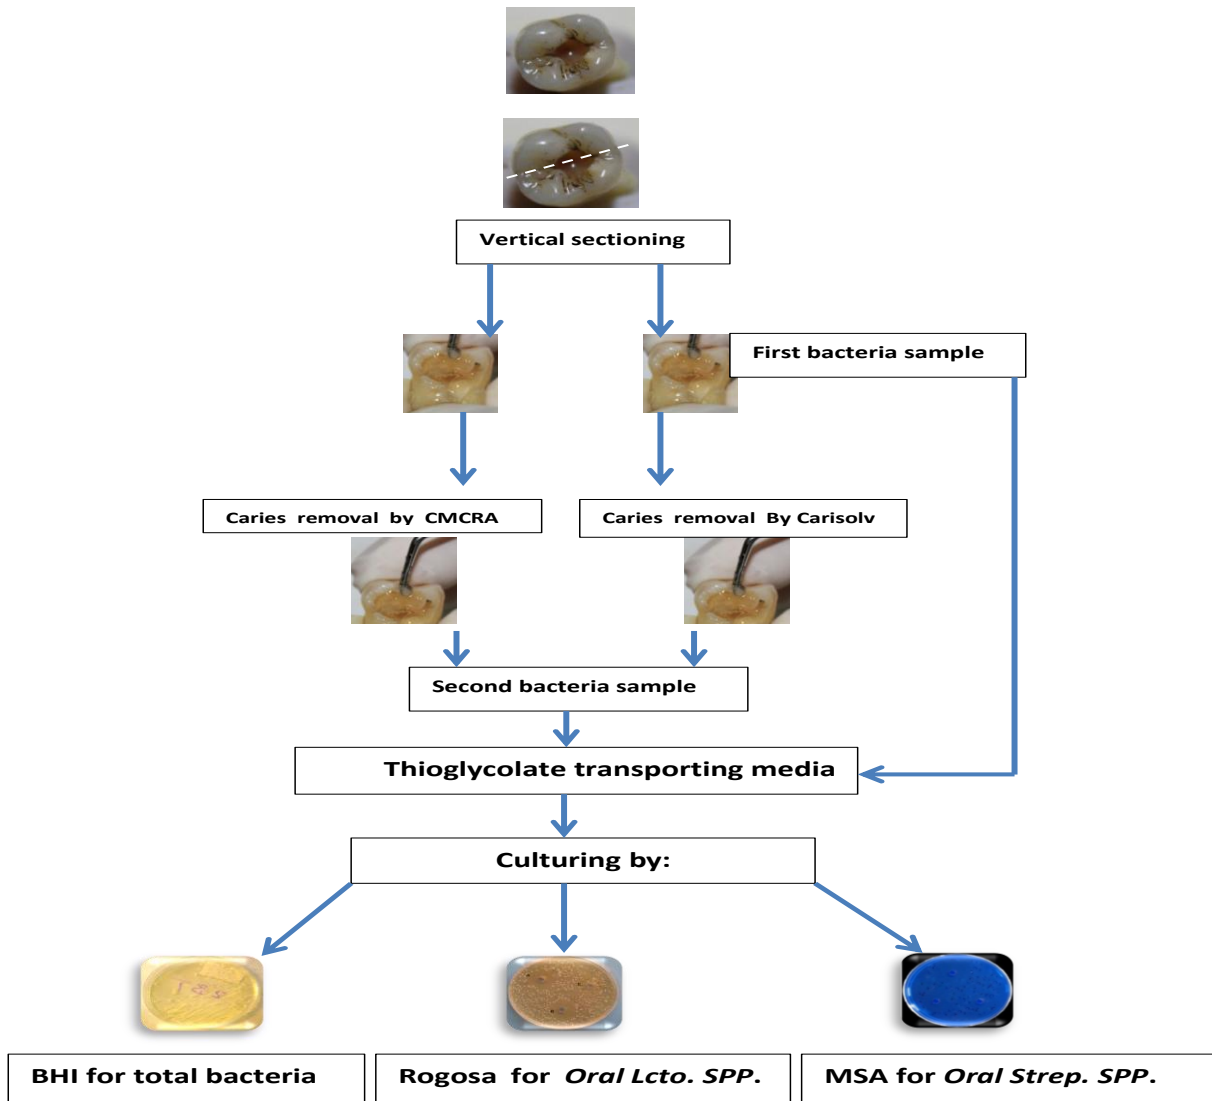 Vertical sectioning
First bacteria sample
Caries removal by CMCRA
Caries removal By Carisolv
Second bacteria sample
Thioglycolate transporting media
Culturing by:
BHI for total bacteria
Rogosa for Oral Lcto. SPP.
MSA for Oral Strep. SPP.